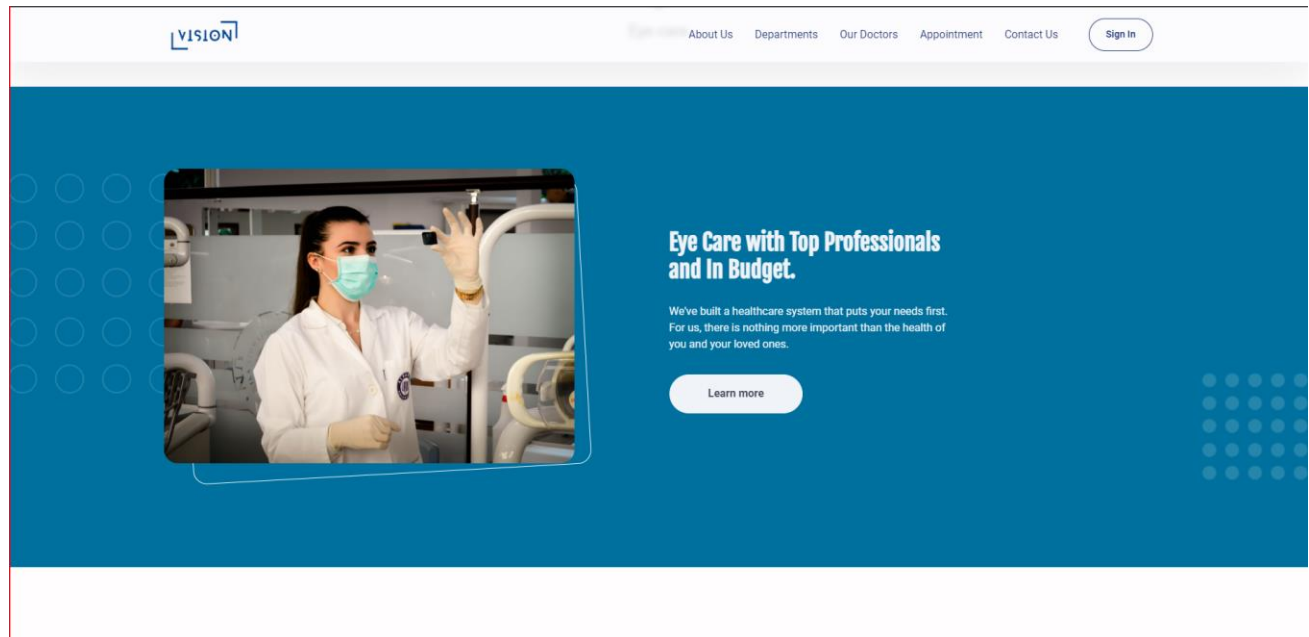 VISION
About Us Departments Our Doctors Appointment Contact Us Sign In
Eye Care with Top Professionals
and In Budget.
We've built a healthcare system that puts your needs first.
For us, there is nothing more important than the health of
you and your loved ones.
Learn more